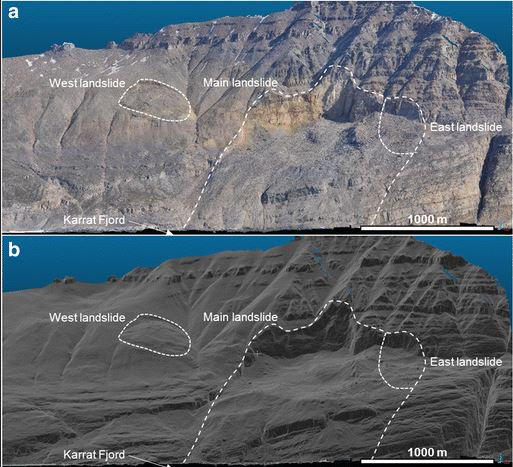 a
West landslide
Main landslide
East landslide
Karrat Fjord
1000 m
b
West landslide
Main landslide
East landslide
Karrat Fjord
1000 m